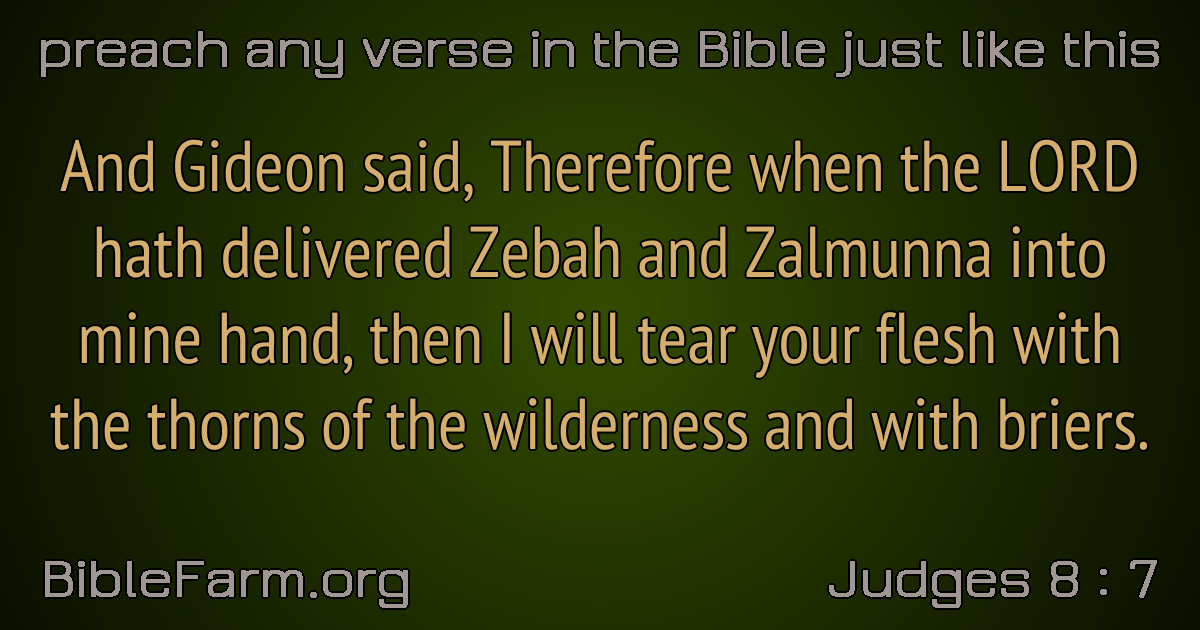 preach any verse in the Bible just like this
And Gideon said, Therefore when the LORD
hath delivered Zebah and Zalmunna into
mine hand, then I will tear your flesh with
the thorns of the wilderness and with briers.
BibleFarm.org
Judges 8 : 7